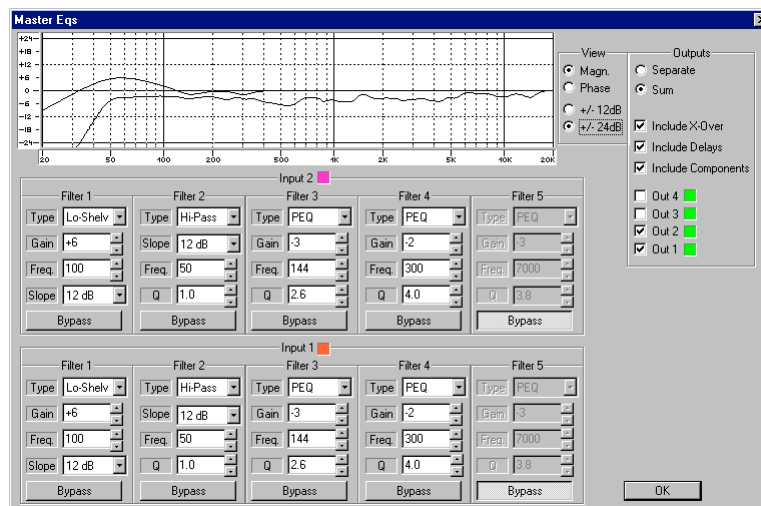 Master Eqs
+24
+18
+12
+6
0
-6
-12
-18
-24
20 50 100 200 500 1K 2K 5K 10K 20K
View
Magn.
Phase
+/- 12dB
+/- 24dB
Outputs
Separate
Sum
Include X-Over
Include Delays
Include Components
Out 4
Out 3
Out 2
Out 1
Input 2
Filter 1 Filter 2 Filter 3 Filter 4 Filter 5
Type Lo-Shelv Type Hi-Pass Type PEQ Type PEQ Type PEQ
Gain +6 Slope 12 dB Gain -3 Gain -2 Gain -3
Freq. 100 Freq. 50 Freq. 144 Freq. 300 Freq. 7000
Slope 12 dB Q 1.0 Q 2.6 Q 4.0 Q 3.8
Bypass Bypass Bypass Bypass Bypass
Input 1
Filter 1 Filter 2 Filter 3 Filter 4 Filter 5
Type Lo-Shelv Type Hi-Pass Type PEQ Type PEQ Type PEQ
Gain +6 Slope 12 dB Gain -3 Gain -2 Gain -3
Freq. 100 Freq. 50 Freq. 144 Freq. 300 Freq. 7000
Slope 12 dB Q 1.0 Q 2.6 Q 4.0 Q 3.8
Bypass Bypass Bypass Bypass Bypass
OK